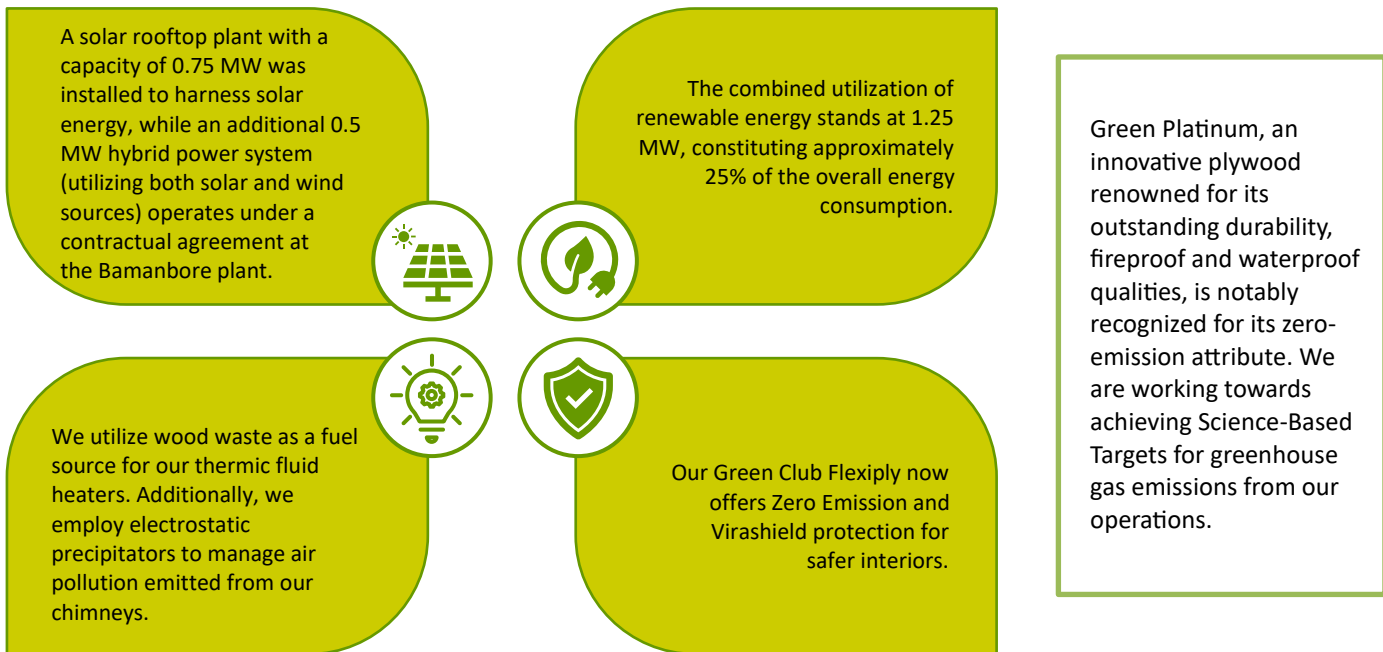 A solar rooftop plant with a
capacity of 0.75 MW was
installed to harness solar
energy, while an additional 0.5
MW hybrid power system
(utilizing both solar and wind
sources) operates under a
contractual agreement at
the Bamanbore plant.
The combined utilization of
renewable energy stands at 1.25
MW, constituting approximately
25% of the overall energy
consumption.
We utilize wood waste as a fuel
source for our thermic fluid
heaters. Additionally, we
employ electrostatic
precipitators to manage air
pollution emitted from our
chimneys.
Our Green Club Flexiply now
offers Zero Emission and
Virashield protection for
safer interiors.
Green Platinum, an
innovative plywood
renowned for its
outstanding durability,
fireproof and waterproof
qualities, is notably
recognized for its zero-
emission attribute. We
are working towards
achieving Science-Based
Targets for greenhouse
gas emissions from our
operations.